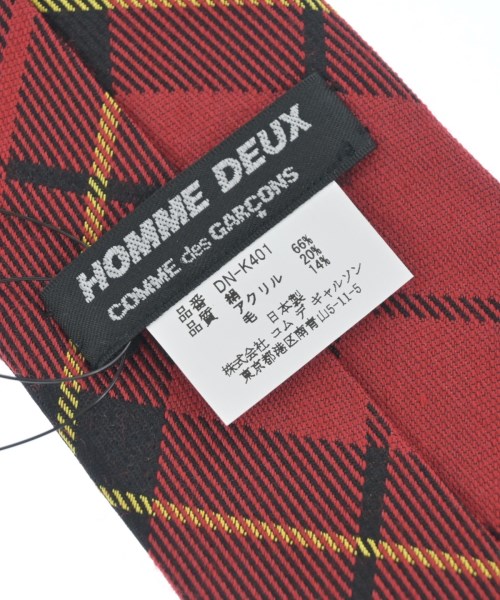 HOMME DEUX
COMME des GARÇONS
品番 DN-K401
品質 絹 66%
アクリル 20%
毛 14%
日本製
株式会社 コム デ ギャルソン
東京都港区南青山5-11-5